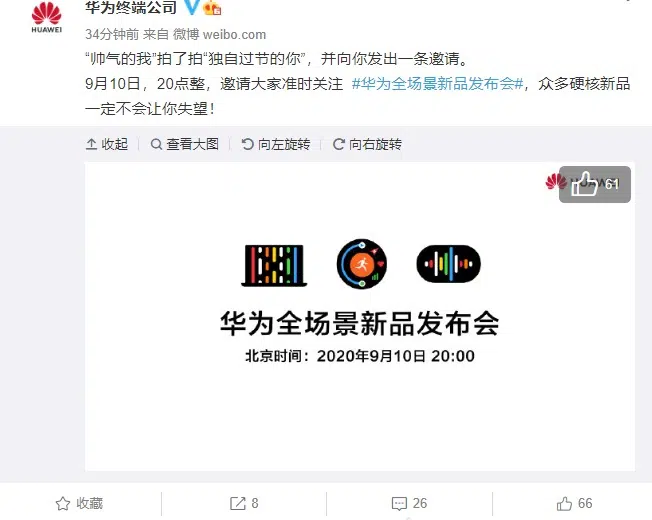 华为终端公司
HUAWEI
34分钟前 来自 微博 weibo.com
“帅气的我”拍了拍“独自过节的你”，并向你发出一条邀请。
9月10日，20点整，邀请大家准时关注 #华为全场景新品发布会#，众多硬核新品
一定不会让你失望！
收起 查看大图 向左旋转 向右旋转
61
华为全场景新品发布会
北京时间：2020年9月10日 20:00
收藏 8 26 66